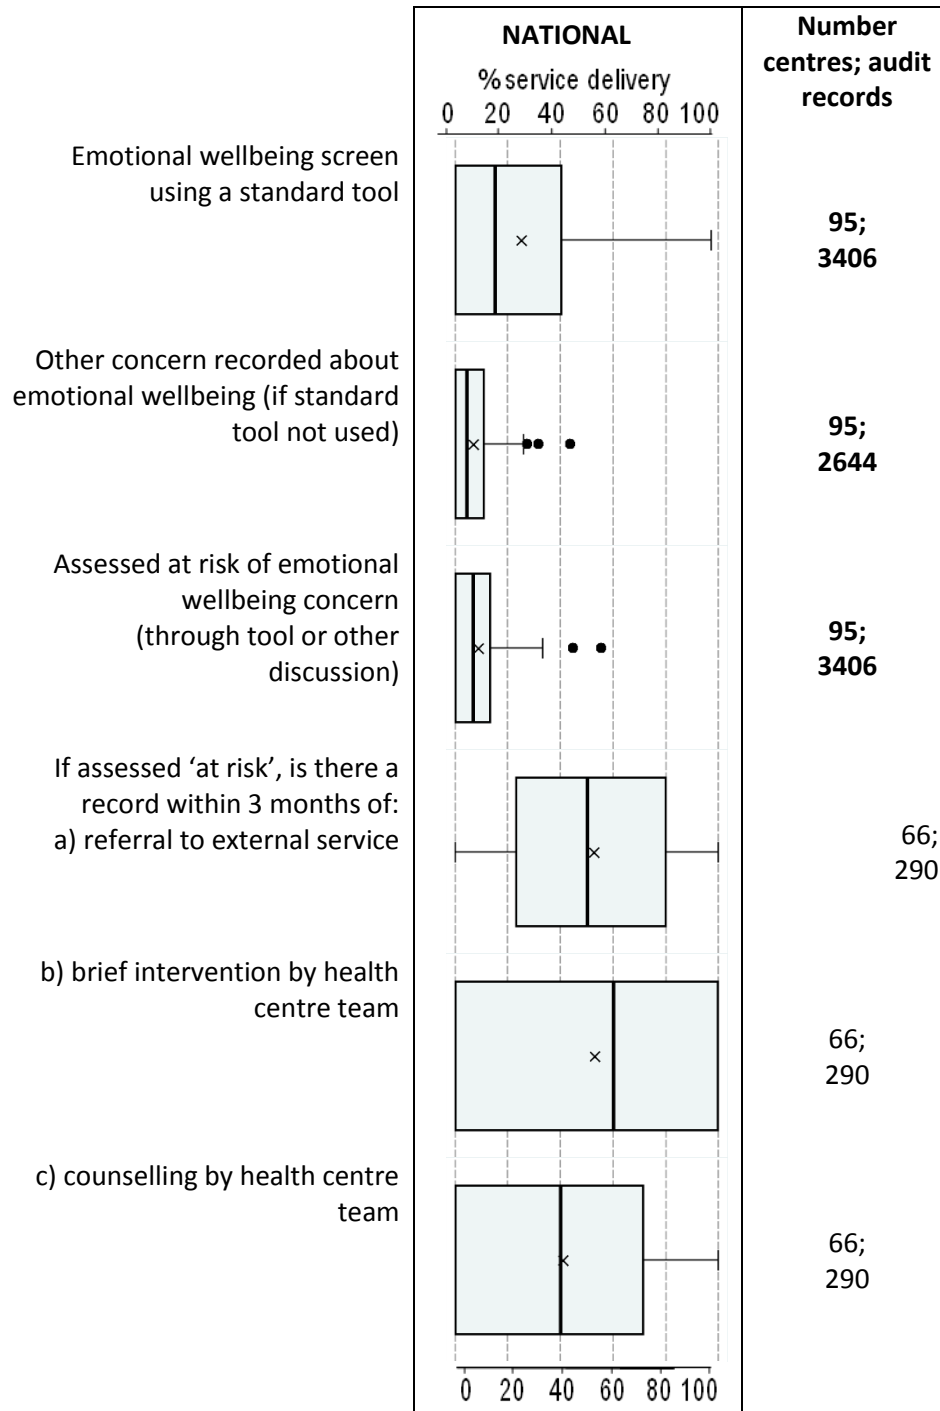 NATIONAL
% service delivery
0 20 40 60 80 100
Number
centres; audit
records
Emotional wellbeing screen
using a standard tool
95;
3406
Other concern recorded about
emotional wellbeing (if standard
tool not used)
95;
2644
Assessed at risk of emotional
wellbeing concern
(through tool or other
discussion)
95;
3406
If assessed ‘at risk’, is there a
record within 3 months of:
a) referral to external service
66;
290
b) brief intervention by health
centre team
66;
290
c) counselling by health centre
team
66;
290
0 20 40 60 80 100